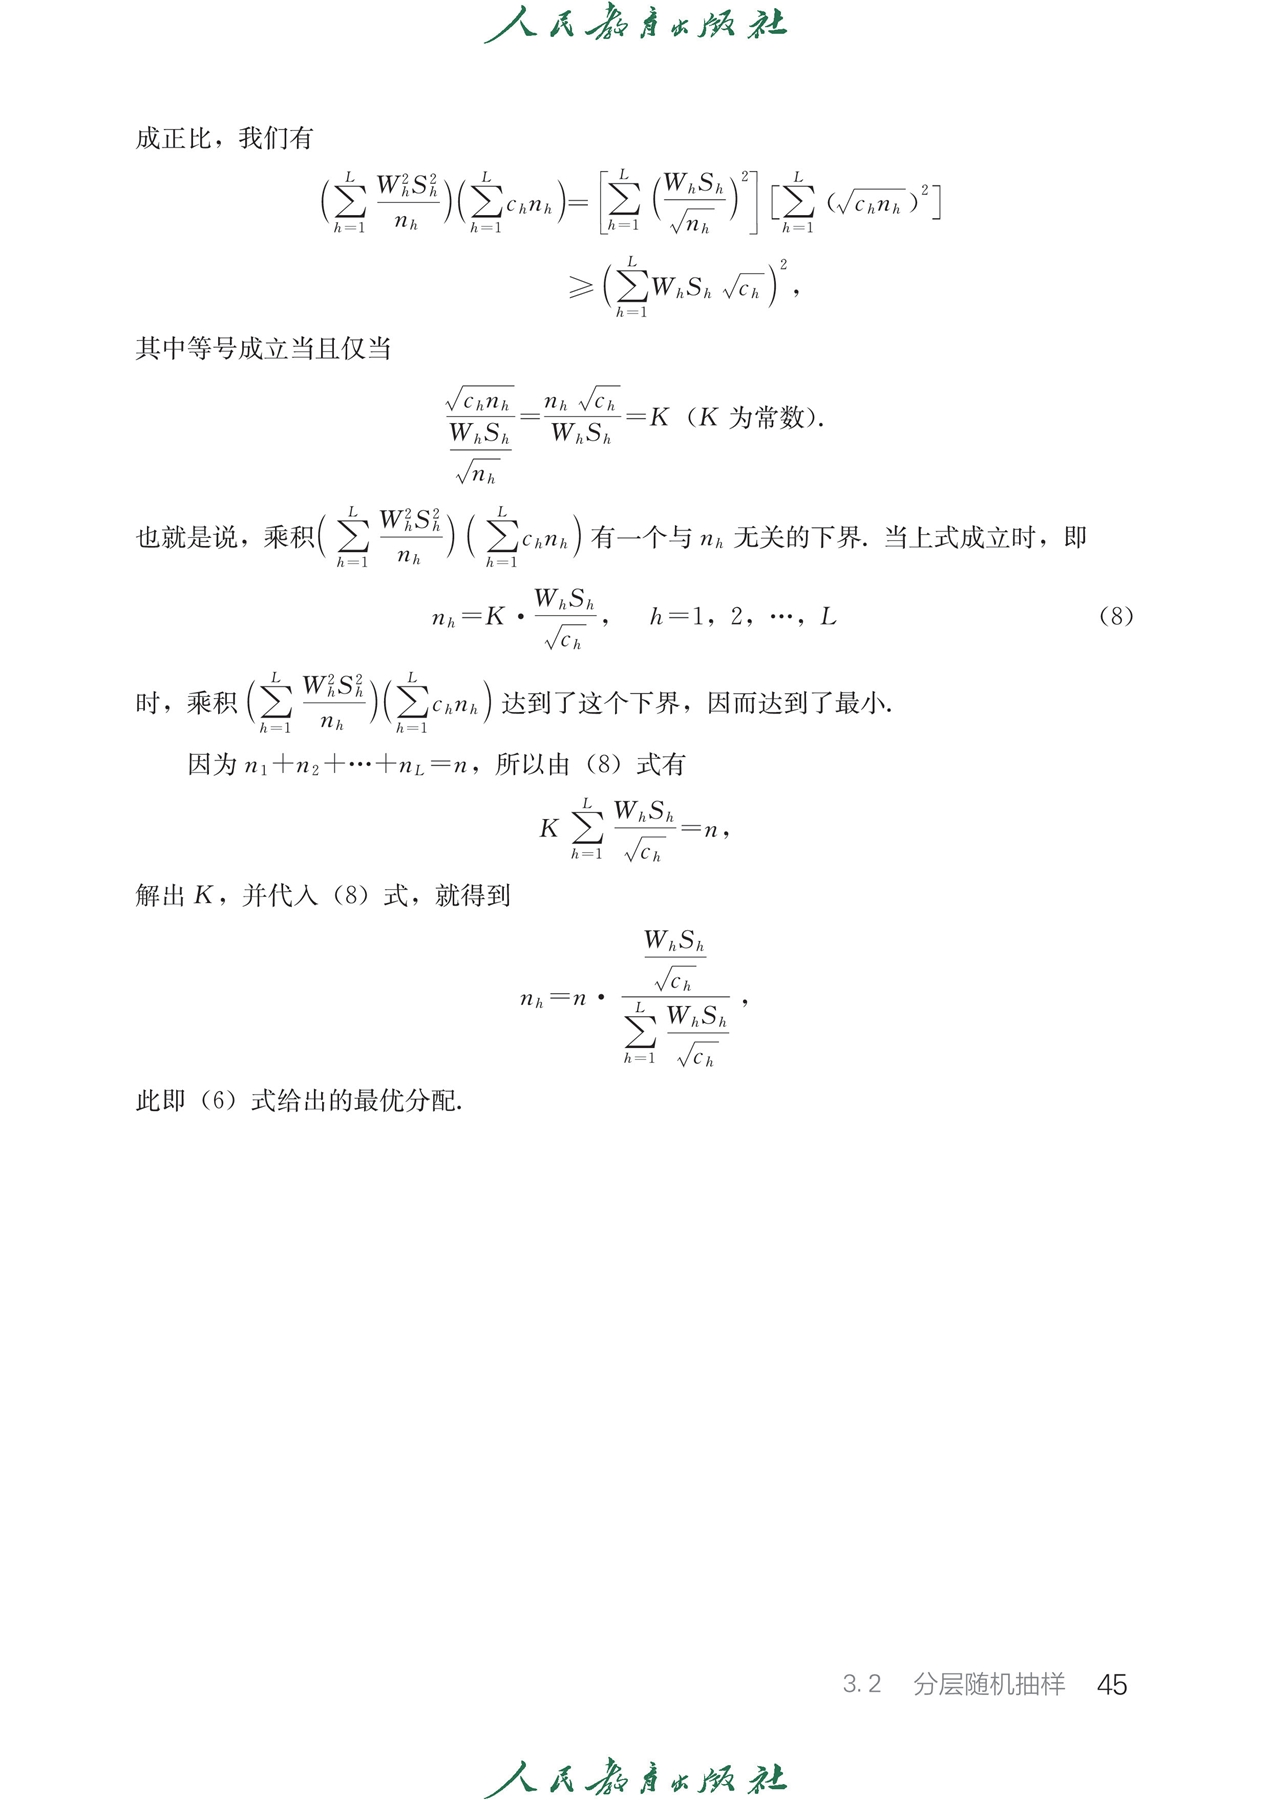 人民教育出版社
成正比，我们有
$\left(\sum_{h=1}^{L}\frac{W_h^2S_h^2}{n_h}\right)\left(\sum_{h=1}^{L}c_hn_h\right)=\left[\sum_{h=1}^{L}\left(\frac{W_hS_h}{\sqrt{n_h}}\right)^2\right]\left[\sum_{h=1}^{L}(\sqrt{c_hn_h})^2\right]$
$\geqslant\left(\sum_{h=1}^{L}W_hS_h\sqrt{c_h}\right)^2$，
其中等号成立当且仅当
$\frac{\sqrt{c_hn_h}}{\frac{W_hS_h}{\sqrt{n_h}}}=\frac{n_h\sqrt{c_h}}{W_hS_h}=K$（$K$ 为常数）.
也就是说，乘积$\left(\sum_{h=1}^{L}\frac{W_h^2S_h^2}{n_h}\right)\left(\sum_{h=1}^{L}c_hn_h\right)$有一个与 $n_h$ 无关的下界. 当上式成立时，即
$n_h=K\cdot\frac{W_hS_h}{\sqrt{c_h}}$， $h=1，2，\cdots，L$ （8）
时，乘积$\left(\sum_{h=1}^{L}\frac{W_h^2S_h^2}{n_h}\right)\left(\sum_{h=1}^{L}c_hn_h\right)$达到了这个下界，因而达到了最小.
因为 $n_1+n_2+\cdots+n_L=n$，所以由（8）式有
$K\sum_{h=1}^{L}\frac{W_hS_h}{\sqrt{c_h}}=n$，
解出 $K$，并代入（8）式，就得到
$n_h=n\cdot\frac{\frac{W_hS_h}{\sqrt{c_h}}}{\sum_{h=1}^{L}\frac{W_hS_h}{\sqrt{c_h}}}$，
此即（6）式给出的最优分配.
3.2 分层随机抽样 45
人民教育出版社